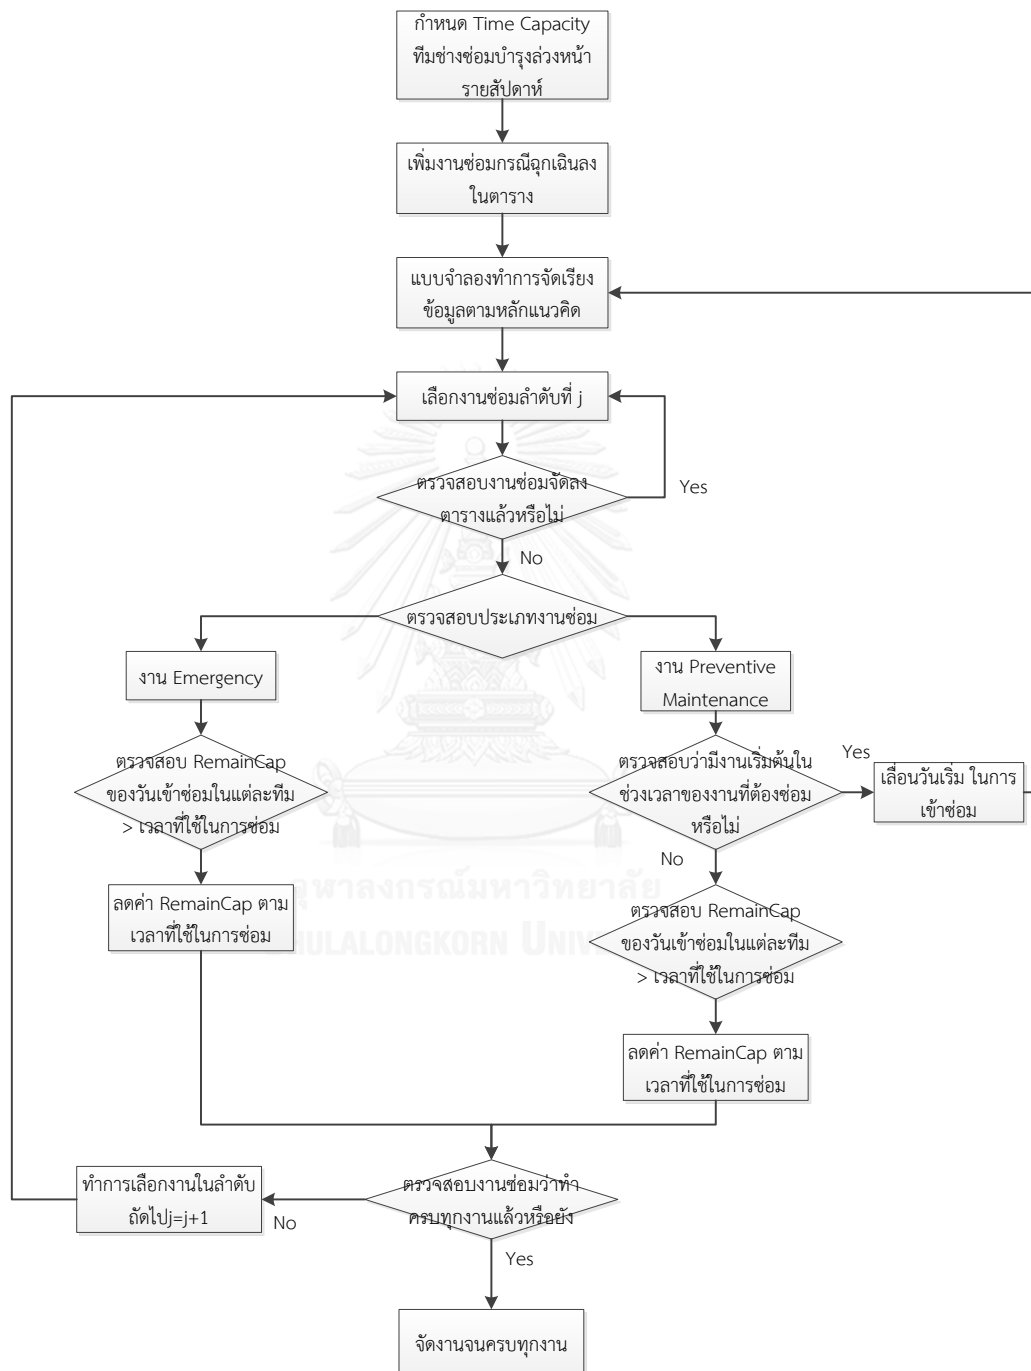 กำหนด Time Capacity
ทีมช่างซ่อมบำรุงล่วงหน้า
รายสัปดาห์
เพิ่มงานซ่อมกรณีฉุกเฉินลง
ในตาราง
แบบจำลองทำการจัดเรียง
ข้อมูลตามหลักแนวคิด
เลือกงานซ่อมลำดับที่ j
ตรวจสอบงานซ่อมจัดลง
ตารางแล้วหรือไม่
Yes
No
ตรวจสอบประเภทงานซ่อม
งาน Emergency
งาน Preventive
Maintenance
ตรวจสอบ RemainCap
ของวันเข้าซ่อมในแต่ละทีม
> เวลาที่ใช้ในการซ่อม
ตรวจสอบว่ามีงานเริ่มต้นใน
ช่วงเวลาของงานที่ต้องซ่อม
หรือไม่
Yes
เลื่อนวันเริ่ม ในการ
เข้าซ่อม
No
ลดค่า RemainCap ตาม
เวลาที่ใช้ในการซ่อม
ตรวจสอบ RemainCap
ของวันเข้าซ่อมในแต่ละทีม
> เวลาที่ใช้ในการซ่อม
ลดค่า RemainCap ตาม
เวลาที่ใช้ในการซ่อม
ตรวจสอบงานซ่อมว่าทำ
ครบทุกงานแล้วหรือยัง
No
ทำการเลือกงานในลำดับ
ถัดไปj=j+1
Yes
จัดงานจนครบทุกงาน